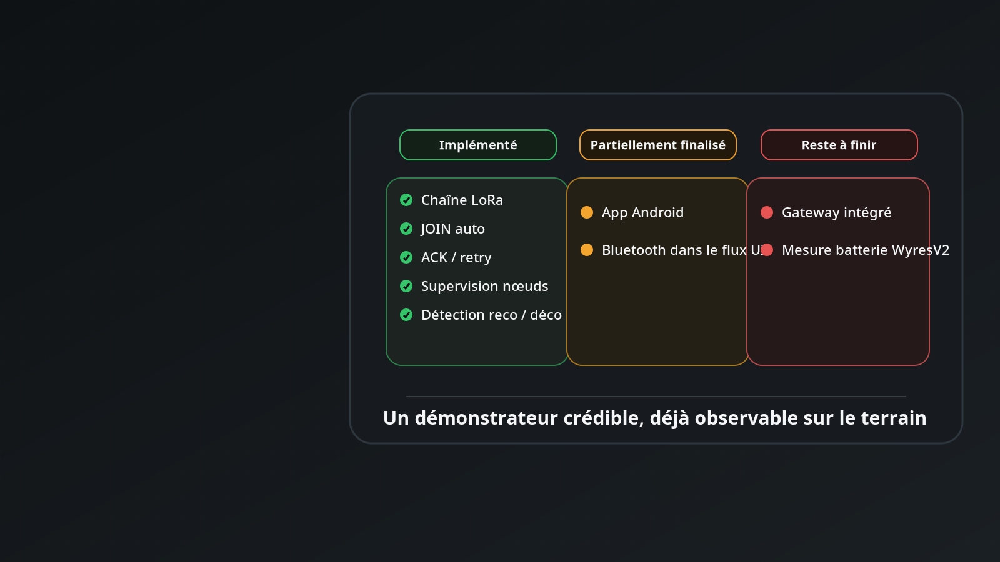 Implémenté
Partiellement finalisé
Reste à finir
Chaîne LoRa
JOIN auto
ACK / retry
Supervision nœuds
Détection reco / déco
App Android
Bluetooth dans le flux
Gateway intégré
Mesure batterie WyresV2
Un démonstrateur crédible, déjà observable sur le terrain